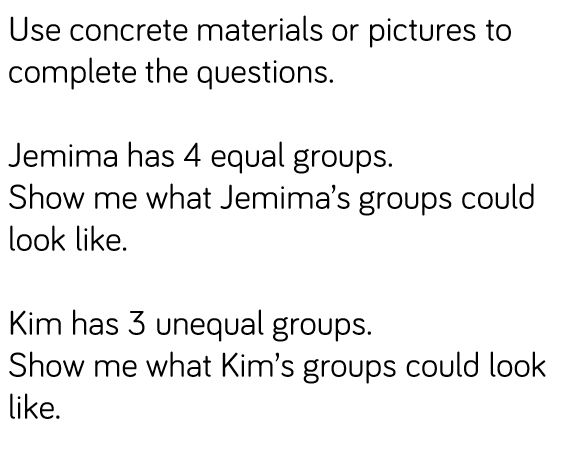 Use concrete materials or pictures to
complete the questions.
Jemima has 4 equal groups.
Show me what Jemima’s groups could
look like.
Kim has 3 unequal groups.
Show me what Kim’s groups could look
like.